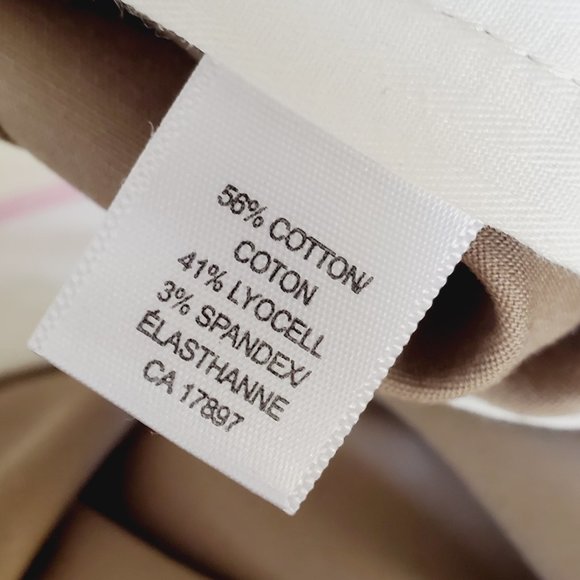 56% COTTON/
COTON
41% LYOCELL
3% SPANDEX/
ÉLASTHANNE
CA 17897